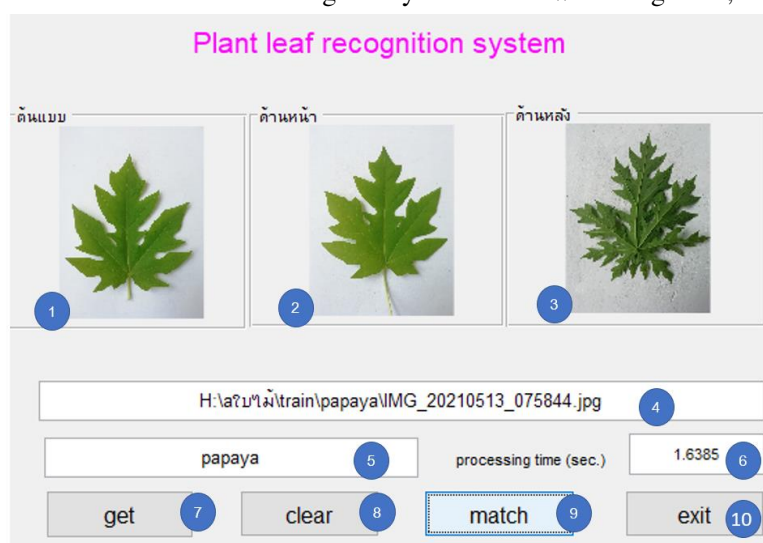 Plant leaf recognition system
ต้นแบบ ด้านหน้า ด้านหลัง
1 2 3
H:\aใบไม้\train\papaya\IMG_20210513_075844.jpg 4
papaya 5 processing time (sec.) 1.6385 6
get 7 clear 8 match 9 exit 10